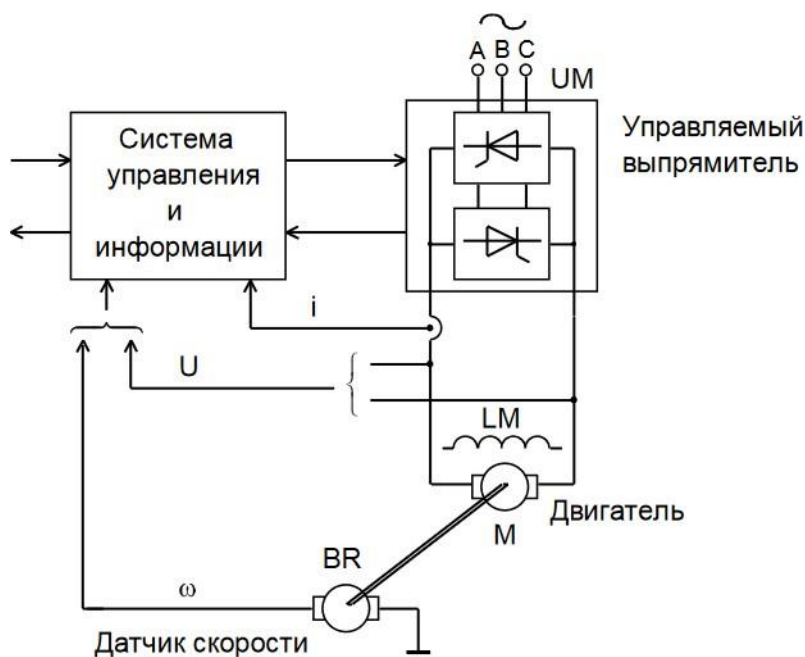 A B C
UM
Система
управления
и
информации
Управляемый
выпрямитель
i
U
LM
Двигатель
M
BR
ω
Датчик скорости